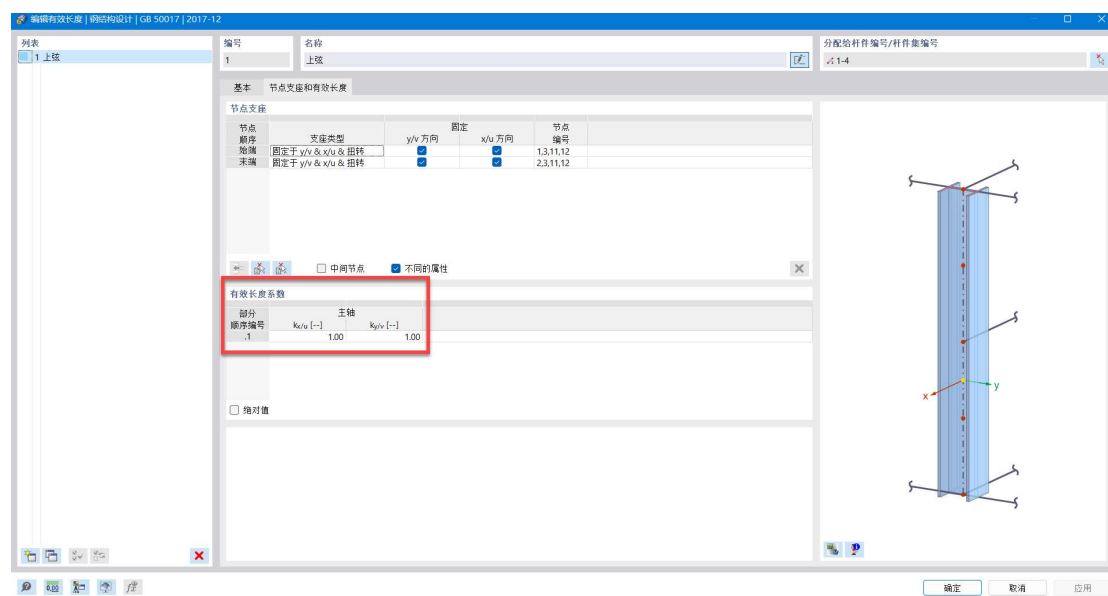 编辑有效长度 | 钢结构设计 | GB 50017 | 2017-12
列表
1 上弦
编号
1
名称
上弦
分配给杆件编号/杆件集编号
1-4
基本 节点支座和有效长度
节点支座
节点 固定 节点
顺序 支座类型 y/v 方向 x/u 方向 编号
始端 固定于 y/v & x/u & 扭转 1,3,11,12
末端 固定于 y/v & x/u & 扭转 2,3,11,12
中间节点 不同的属性
有效长度系数
部分 主轴
顺序编号 kx/u [--] ky/v [--]
.1 1.00 1.00
绝对值
x
y
0,00
确定 取消 应用